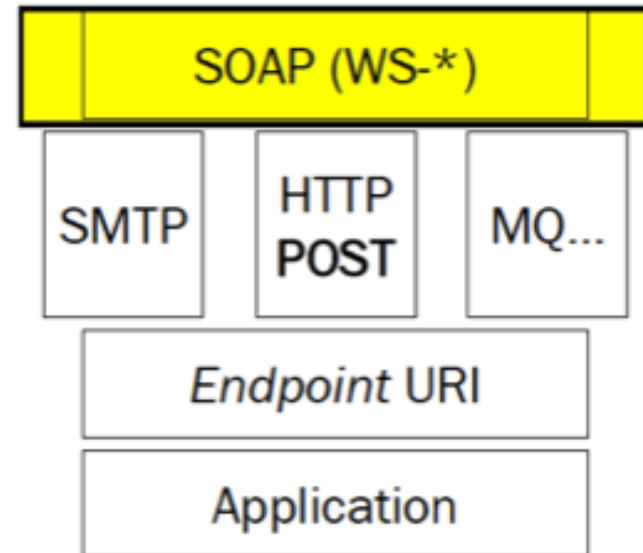 SOAP (WS-*)
SMTP
HTTP
POST
MQ...
Endpoint URI
Application